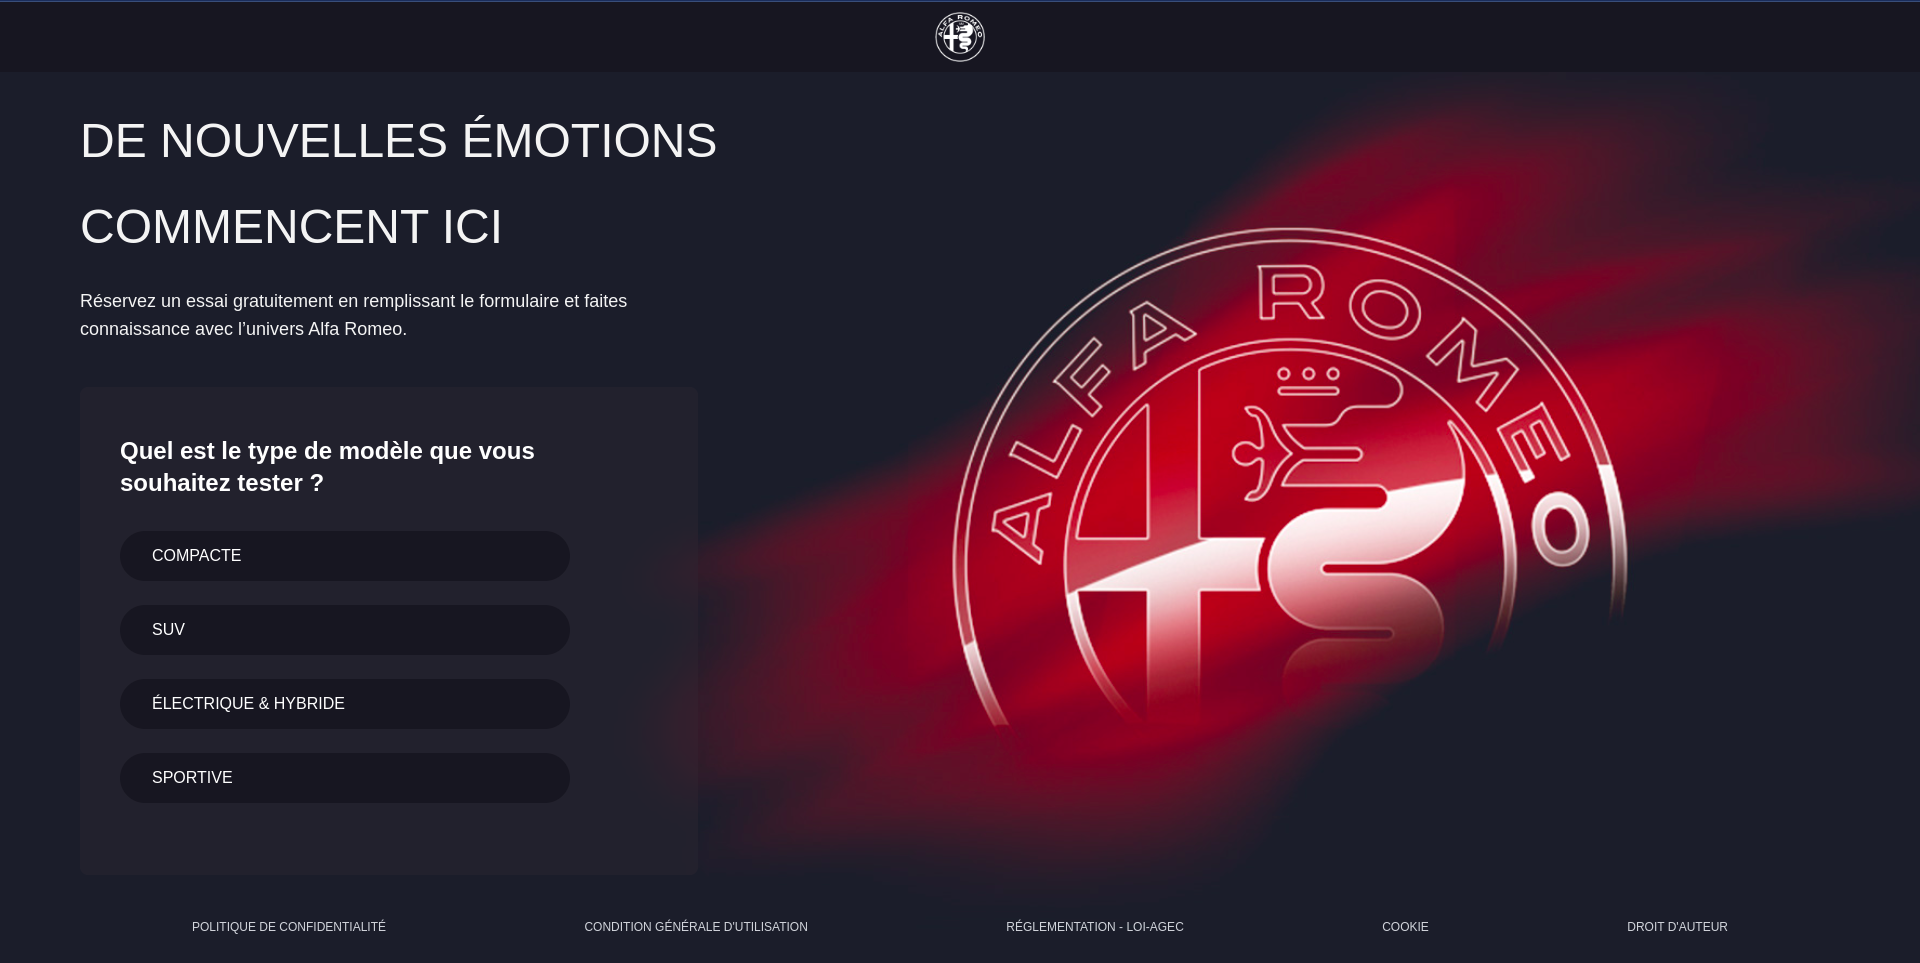 ALFA ROMEO
DE NOUVELLES ÉMOTIONS
COMMENCENT ICI
Réservez un essai gratuitement en remplissant le formulaire et faites
connaissance avec l’univers Alfa Romeo.
ALFA ROMEO
Quel est le type de modèle que vous
souhaitez tester ?
COMPACTE
SUV
ÉLECTRIQUE & HYBRIDE
SPORTIVE
POLITIQUE DE CONFIDENTIALITÉ
CONDITION GÉNÉRALE D'UTILISATION
RÉGLEMENTATION - LOI-AGEC
COOKIE
DROIT D'AUTEUR